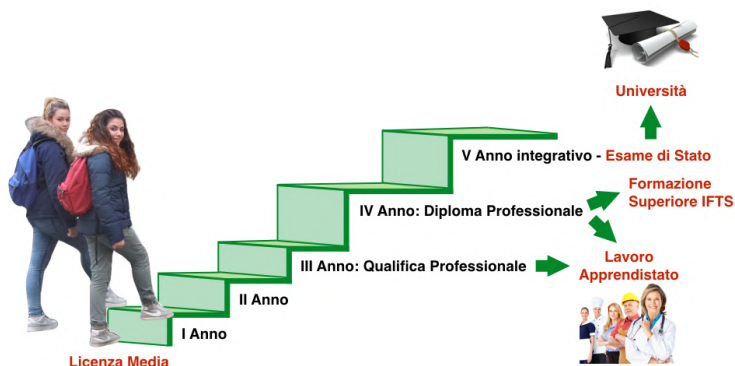 Università
V Anno integrativo - Esame di Stato
Formazione
Superiore IFTS
IV Anno: Diploma Professionale
III Anno: Qualifica Professionale
Lavoro
Apprendistato
II Anno
I Anno
Licenza Media